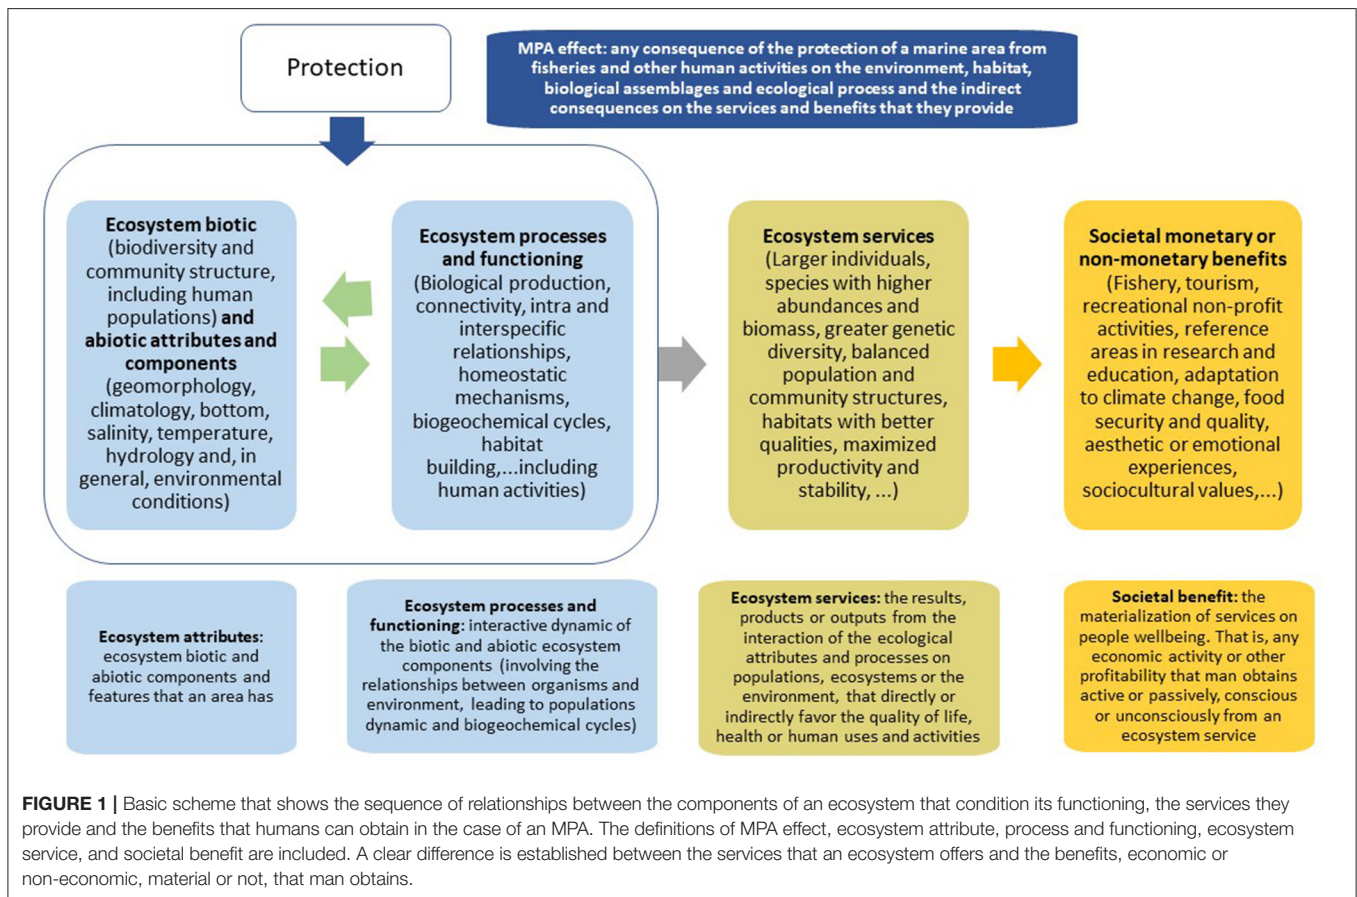 Protection
MPA effect: any consequence of the protection of a marine area from
fisheries and other human activities on the environment, habitat,
biological assemblages and ecological process and the indirect
consequences on the services and benefits that they provide
Ecosystem biotic
(biodiversity and
community structure,
including human
populations) and
abiotic attributes and
components
(geomorphology,
climatology, bottom,
salinity, temperature,
hydrology and, in
general, environmental
conditions)
Ecosystem processes
and functioning
(Biological production,
connectivity, intra and
interspecific
relationships,
homeostatic
mechanisms,
biogeochemical cycles,
habitat
building,...including
human activities)
Ecosystem services
(Larger individuals,
species with higher
abundances and
biomass, greater genetic
diversity, balanced
population and
community structures,
habitats with better
qualities, maximized
productivity and
stability, ...)
Societal monetary or
non-monetary benefits
(Fishery, tourism,
recreational non-profit
activities, reference
areas in research and
education, adaptation
to climate change, food
security and quality,
aesthetic or emotional
experiences,
sociocultural values,...)
Ecosystem attributes:
ecosystem biotic and
abiotic components and
features that an area has
Ecosystem processes and
functioning: interactive dynamic of
the biotic and abiotic ecosystem
components (involving the
relationships between organisms and
environment, leading to populations
dynamic and biogeochemical cycles)
Ecosystem services: the results,
products or outputs from the
interaction of the ecological
attributes and processes on
populations, ecosystems or the
environment, that directly or
indirectly favor the quality of life,
health or human uses and activities
Societal benefit: the
materialization of services on
people wellbeing. That is, any
economic activity or other
profitability that man obtains
active or passively, conscious
or unconsciously from an
ecosystem service
FIGURE 1 | Basic scheme that shows the sequence of relationships between the components of an ecosystem that condition its functioning, the services they
provide and the benefits that humans can obtain in the case of an MPA. The definitions of MPA effect, ecosystem attribute, process and functioning, ecosystem
service, and societal benefit are included. A clear difference is established between the services that an ecosystem offers and the benefits, economic or
non-economic, material or not, that man obtains.